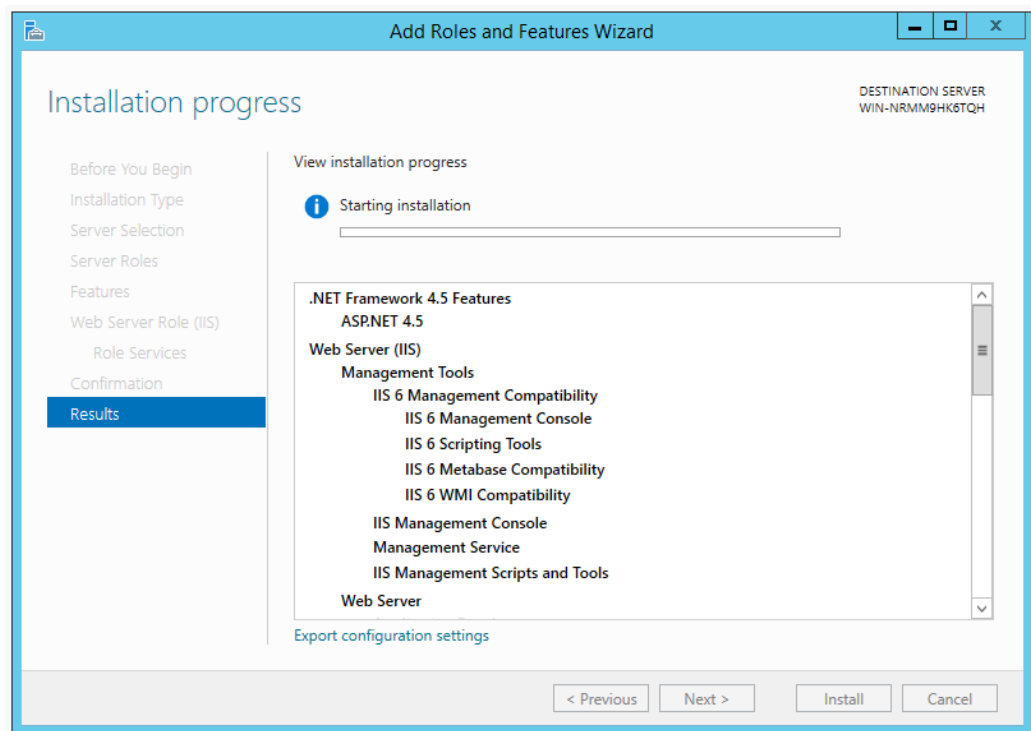 Add Roles and Features Wizard
Installation progress
DESTINATION SERVER
WIN-NRMM9HK6TQH
Before You Begin
Installation Type
Server Selection
Server Roles
Features
Web Server Role (IIS)
Role Services
Confirmation
Results
View installation progress
Starting installation
.NET Framework 4.5 Features
ASP.NET 4.5
Web Server (IIS)
Management Tools
IIS 6 Management Compatibility
IIS 6 Management Console
IIS 6 Scripting Tools
IIS 6 Metabase Compatibility
IIS 6 WMI Compatibility
IIS Management Console
Management Service
IIS Management Scripts and Tools
Web Server
Export configuration settings
< Previous
Next >
Install
Cancel